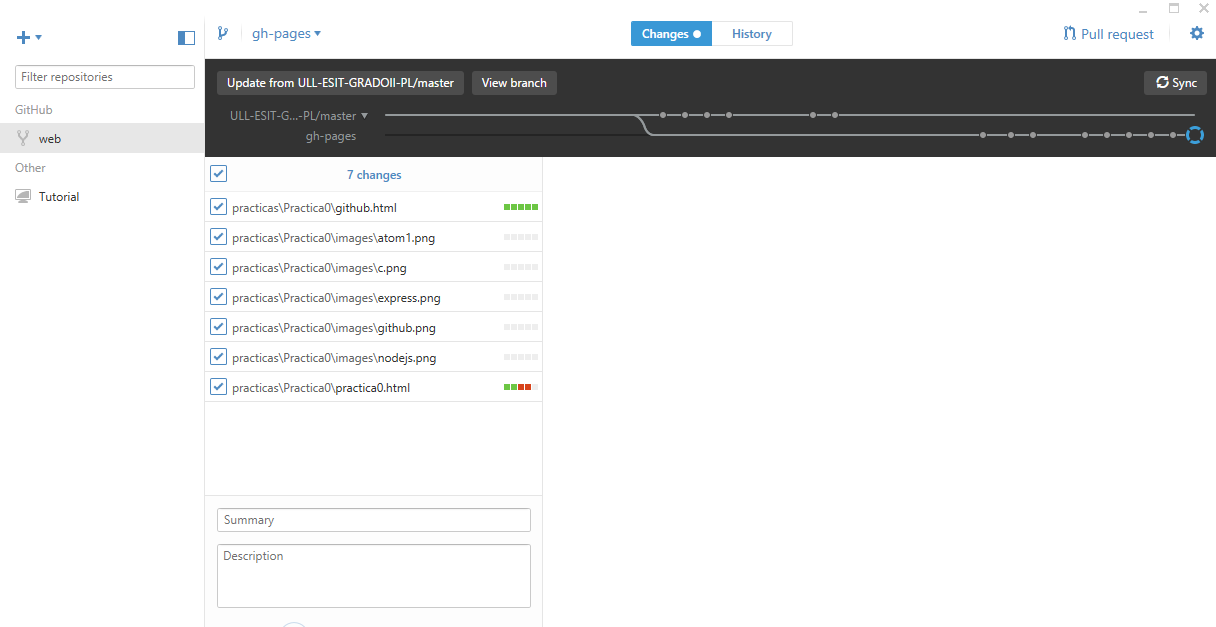 gh-pages
Changes
History
Pull request
Filter repositories
GitHub
web
Other
Tutorial
Update from ULL-ESIT-GRADOII-PL/master
View branch
Sync
ULL-ESIT-G...-PL/master
gh-pages
7 changes
practicas\Practica0\github.html
practicas\Practica0\images\atom1.png
practicas\Practica0\images\c.png
practicas\Practica0\images\express.png
practicas\Practica0\images\github.png
practicas\Practica0\images\nodejs.png
practicas\Practica0\practica0.html
Summary
Description